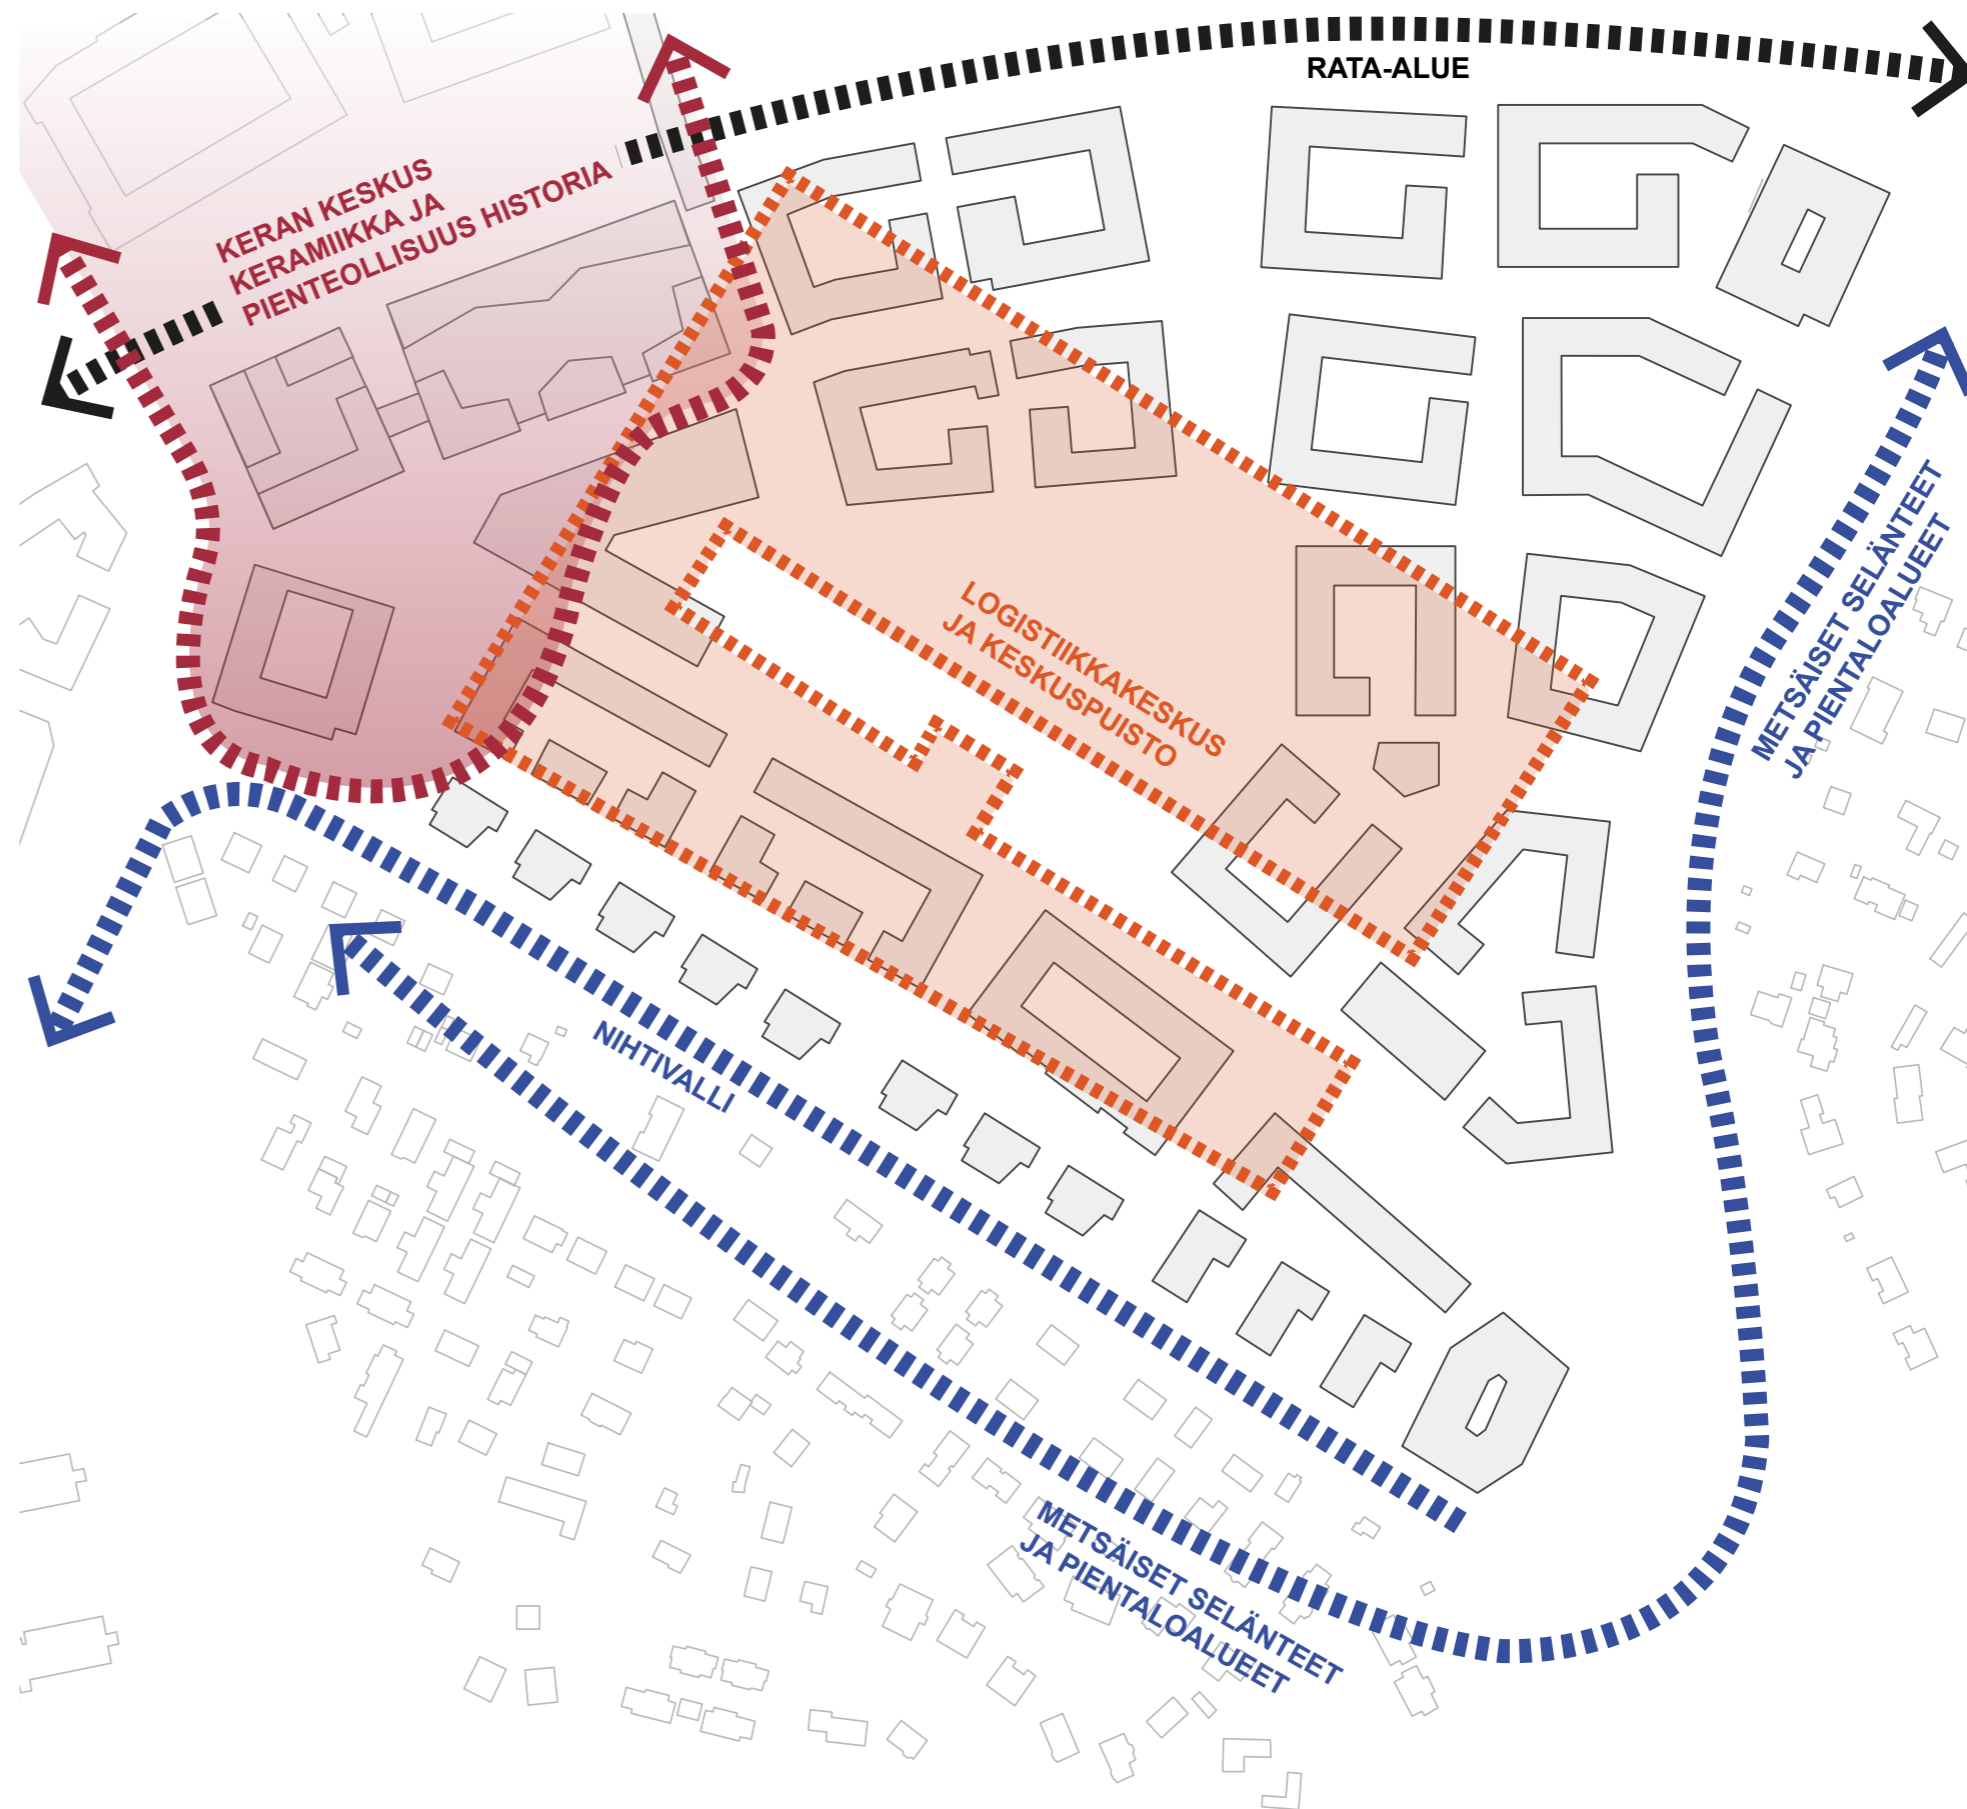 RATA-ALUE
KERAN KESKUS
KERAMIIKKA JA
PIENTEOLLISUUS HISTORIA
METSÄISET SELÄNTEET
JA PIENTALOALUEET
LOGISTIIKKAKESKUS
JA KESKUSPUISTO
NIHTIVALLI
METSÄISET SELÄNTEET
JA PIENTALOALUEET